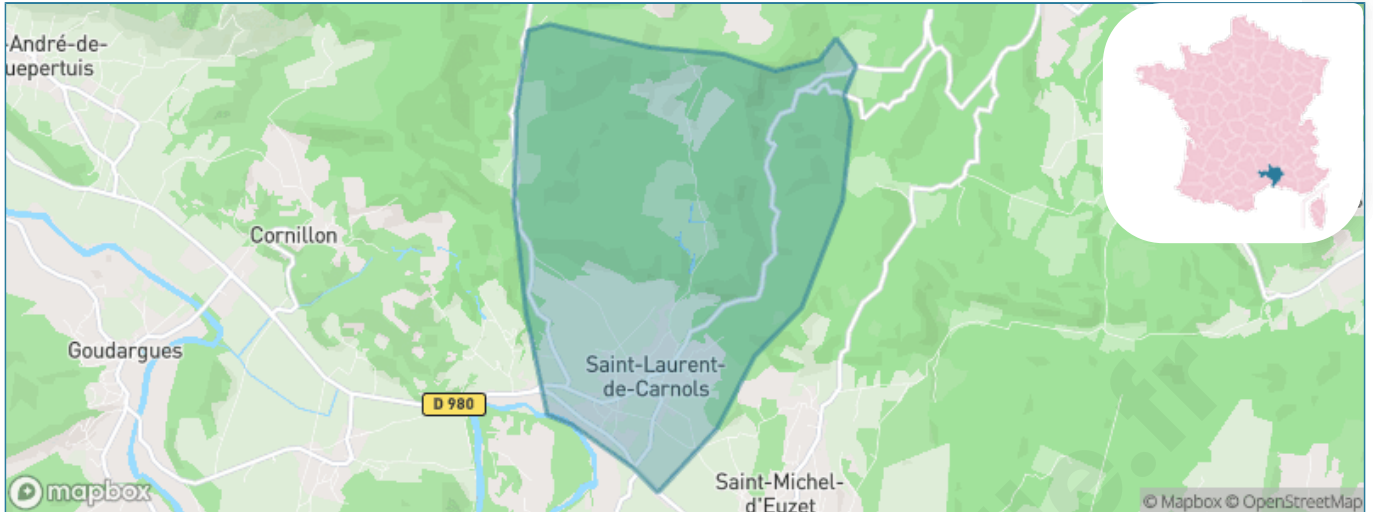 -André-de-
uepertuis
Cornillon
Goudargues
Saint-Laurent-
de-Carnols
D 980
Saint-Michel-
d'Euzet
mapbox
© Mapbox © OpenStreetMap